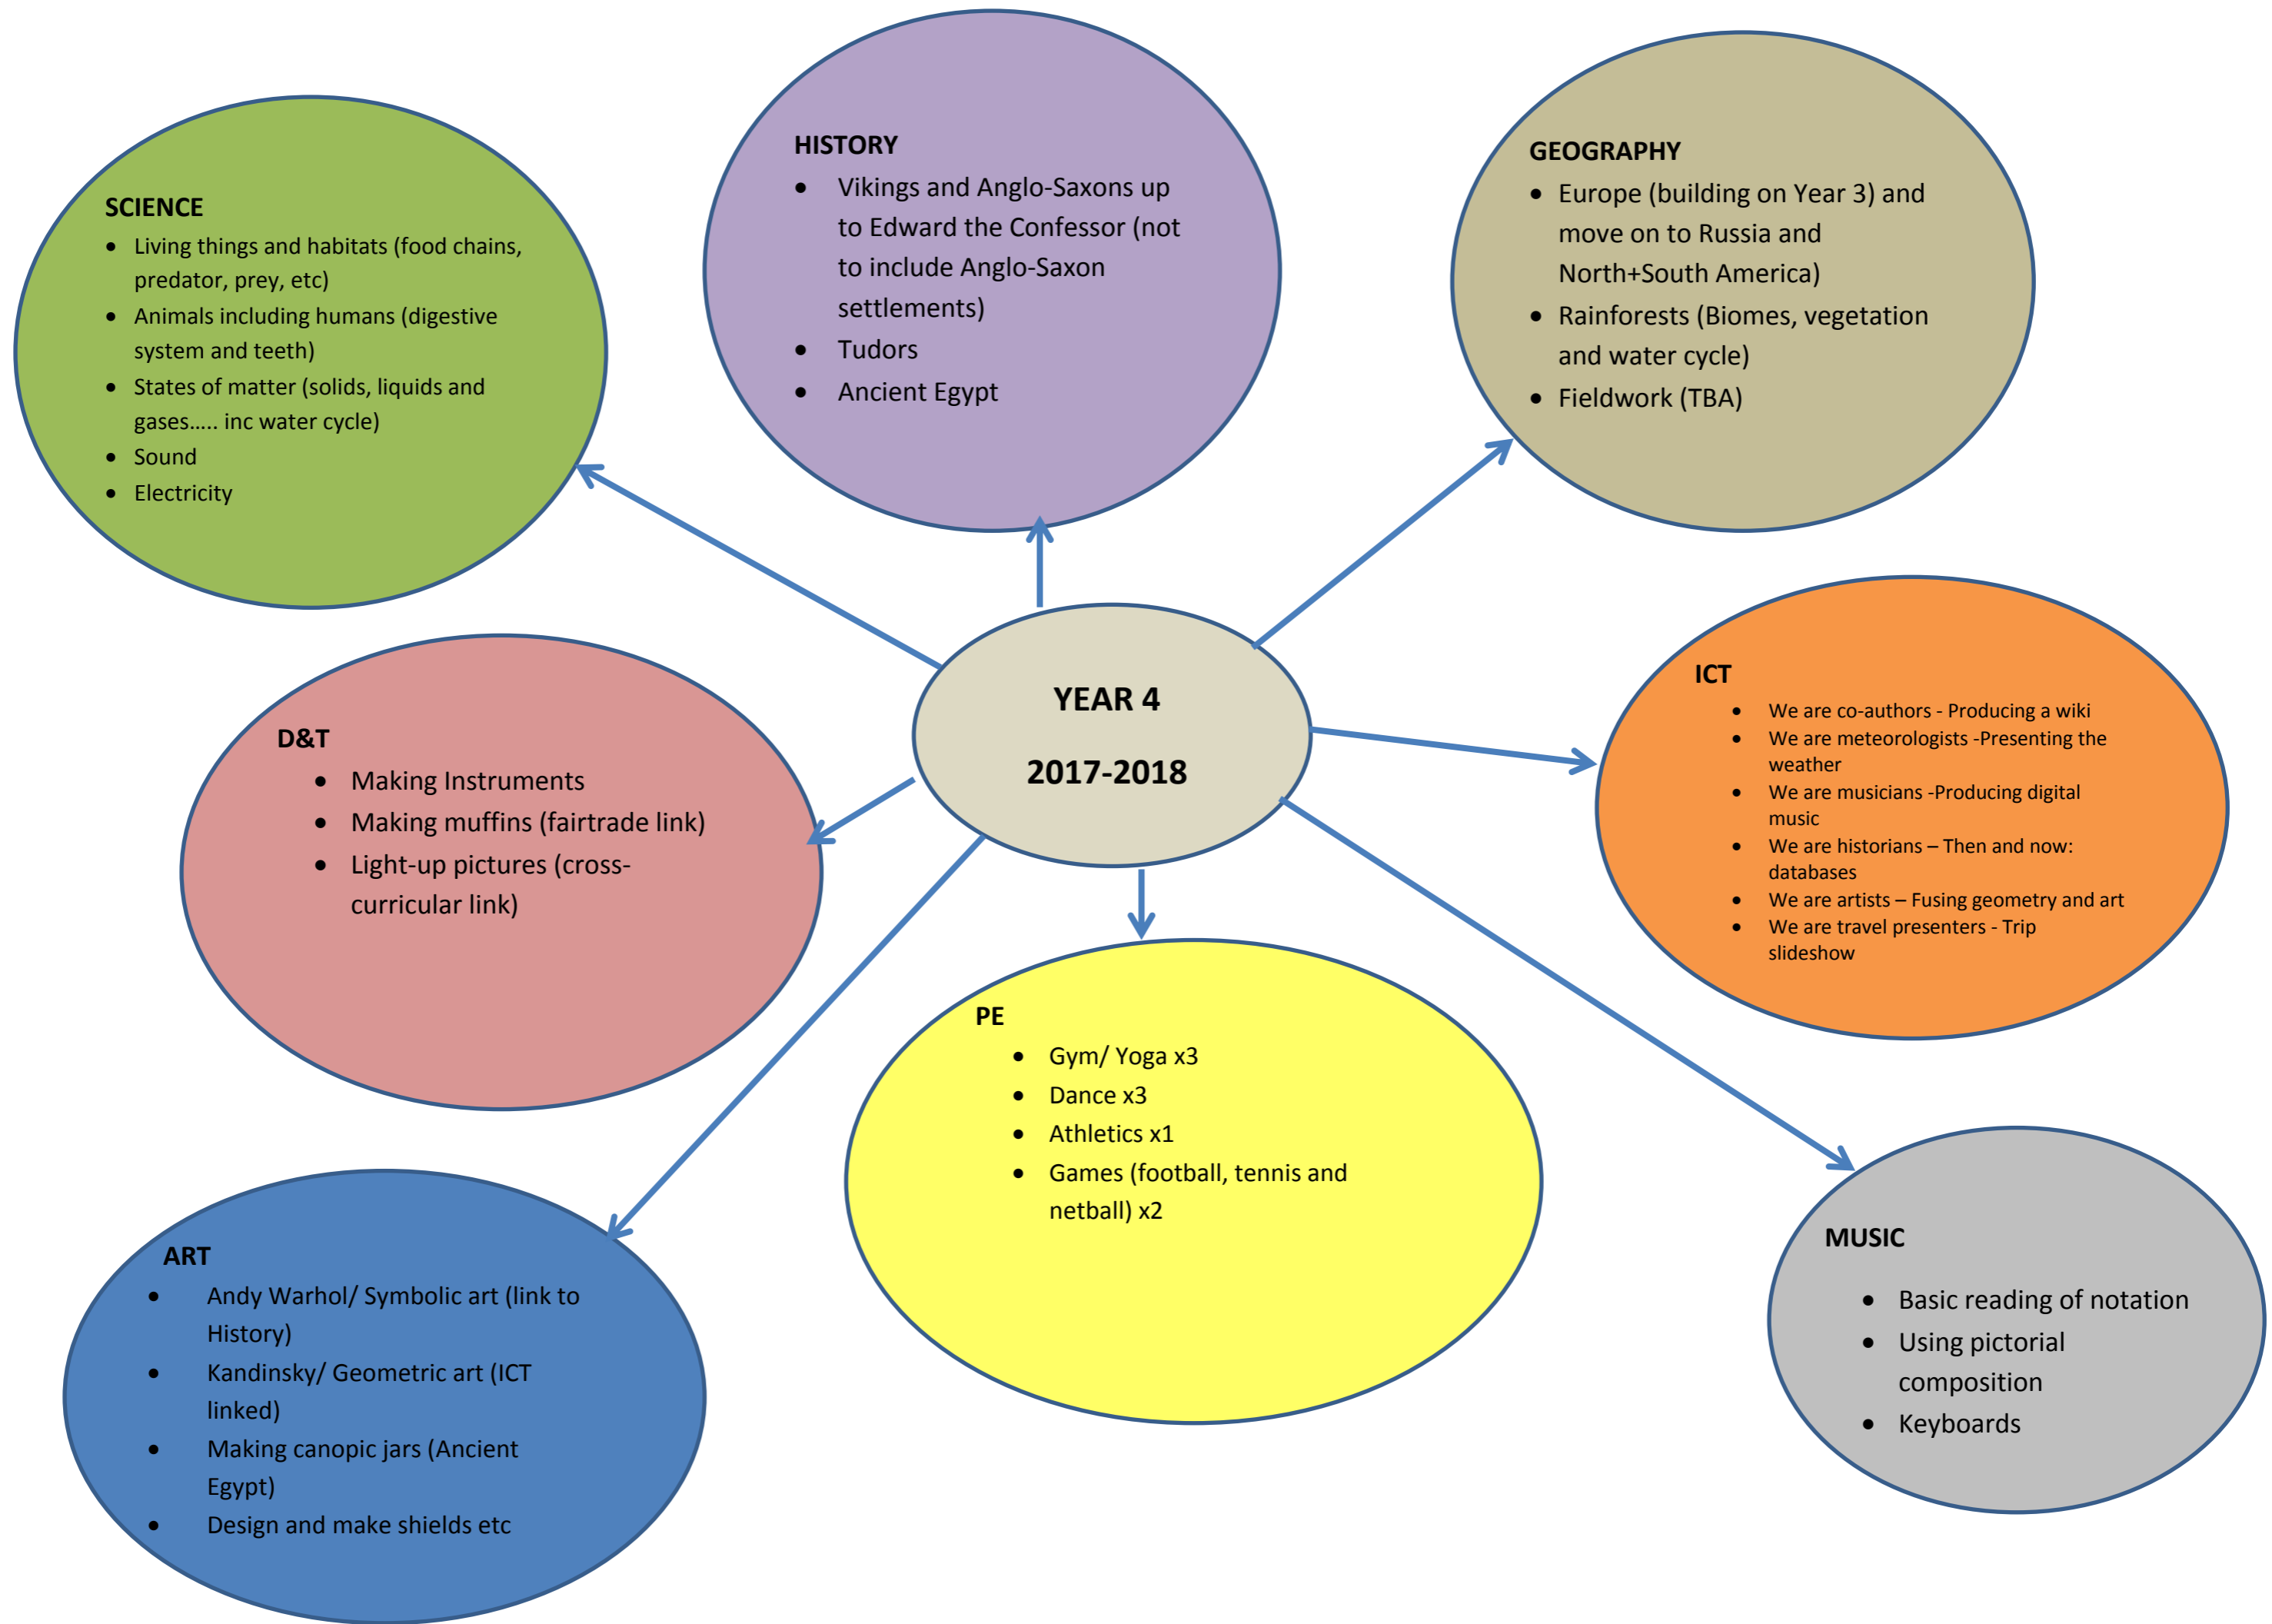 SCIENCE
• Living things and habitats (food chains,
predator, prey, etc)
• Animals including humans (digestive
system and teeth)
• States of matter (solids, liquids and
gases….. inc water cycle)
• Sound
• Electricity
HISTORY
• Vikings and Anglo-Saxons up
to Edward the Confessor (not
to include Anglo-Saxon
settlements)
• Tudors
• Ancient Egypt
GEOGRAPHY
• Europe (building on Year 3) and
move on to Russia and
North+South America)
• Rainforests (Biomes, vegetation
and water cycle)
• Fieldwork (TBA)
YEAR 4
2017-2018
ICT
• We are co-authors - Producing a wiki
• We are meteorologists -Presenting the
weather
• We are musicians -Producing digital
music
• We are historians – Then and now:
databases
• We are artists – Fusing geometry and art
• We are travel presenters - Trip
slideshow
D&T
• Making Instruments
• Making muffins (fairtrade link)
• Light-up pictures (cross-
curricular link)
PE
• Gym/ Yoga x3
• Dance x3
• Athletics x1
• Games (football, tennis and
netball) x2
ART
• Andy Warhol/ Symbolic art (link to
History)
• Kandinsky/ Geometric art (ICT
linked)
• Making canopic jars (Ancient
Egypt)
• Design and make shields etc
MUSIC
• Basic reading of notation
• Using pictorial
composition
• Keyboards